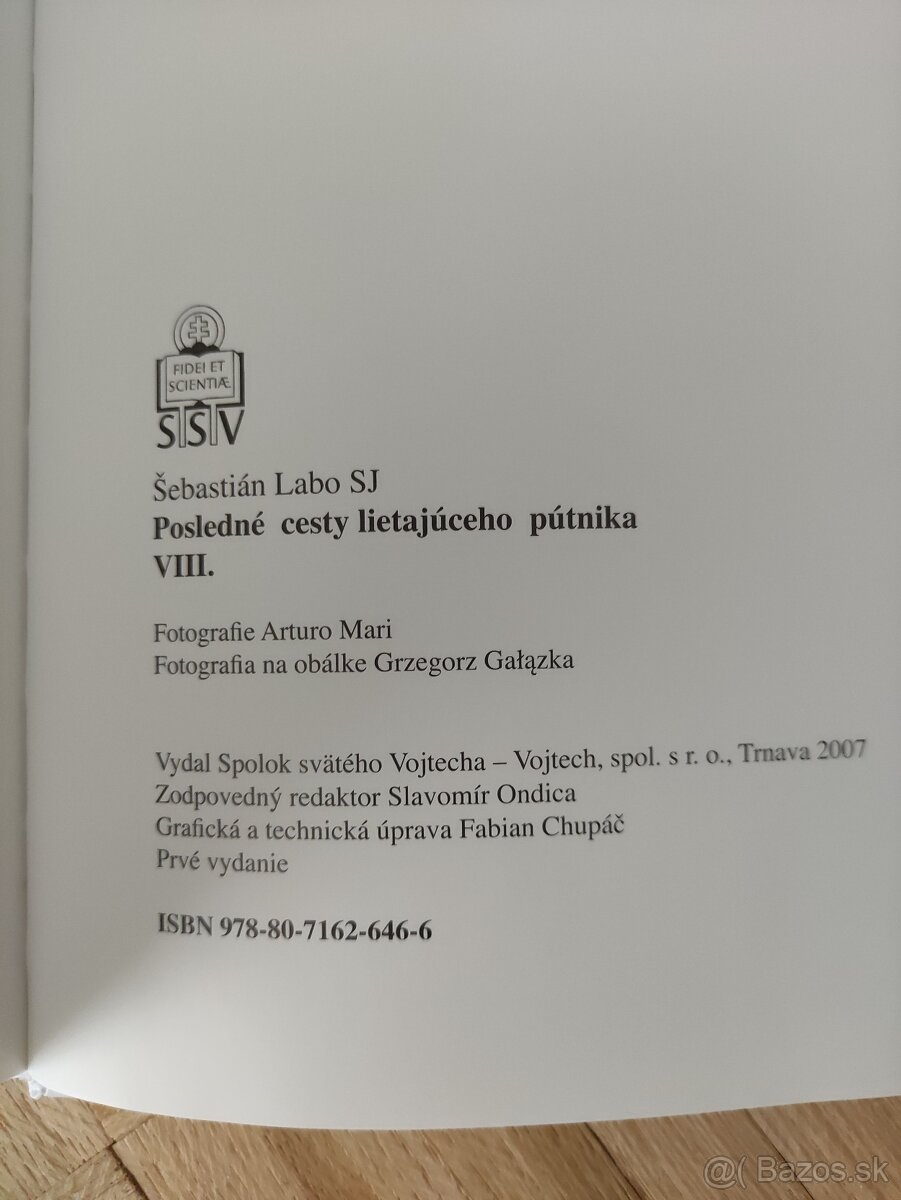 FIDEI ET
SCIENTIÆ
SSV
Šebastián Labo SJ
Posledné cesty lietajúceho pútnika
VIII.
Fotografie Arturo Mari
Fotografia na obálke Grzegorz Gałązka
Vydal Spolok svätého Vojtecha – Vojtech, spol. s r. o., Trnava 2007
Zodpovedný redaktor Slavomír Ondica
Grafická a technická úprava Fabian Chupáč
Prvé vydanie
ISBN 978-80-7162-646-6
@( Bazos.sk